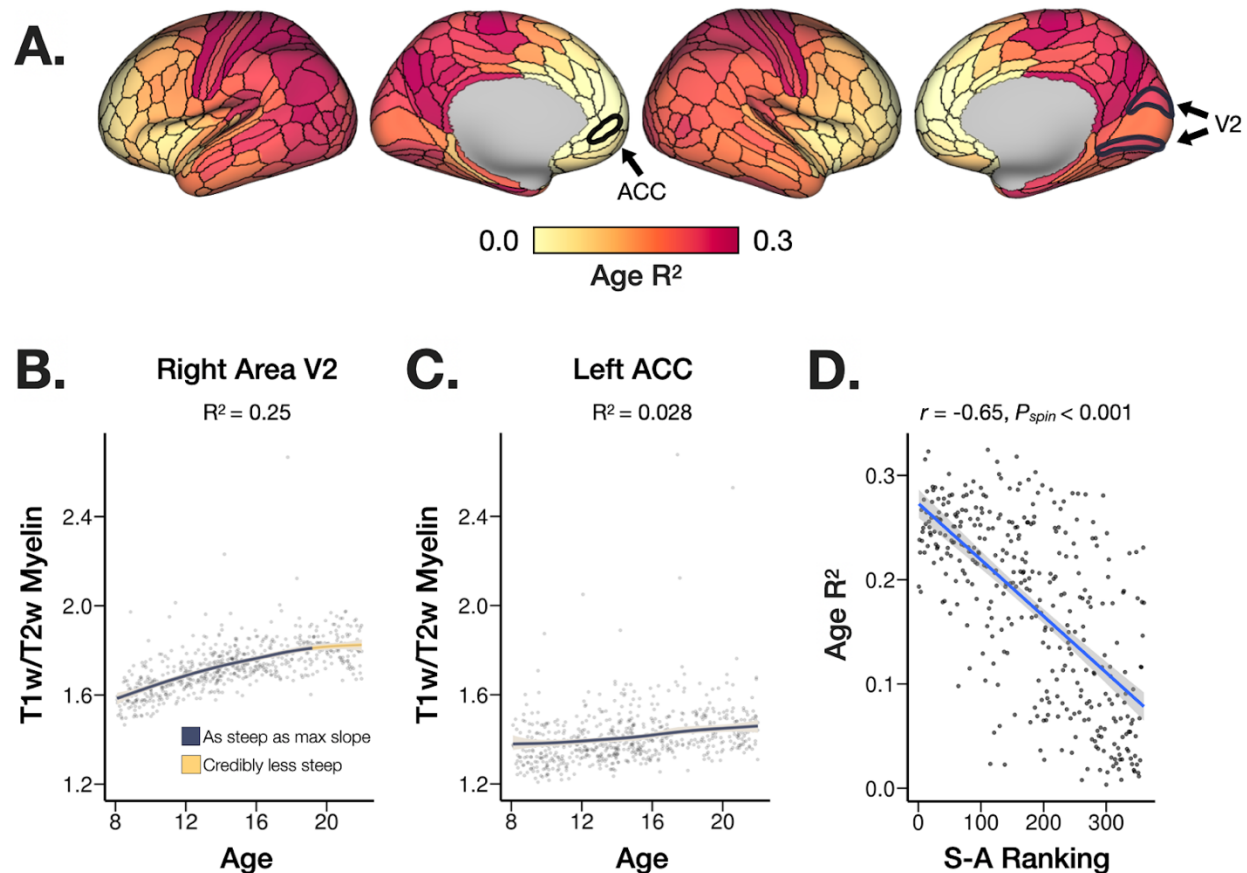 A.
ACC
V2
0.0 0.3
Age R²
B. Right Area V2
R² = 0.25
T1w/T2w Myelin
2.4
2.0
1.6
1.2
As steep as max slope
Credibly less steep
8 12 16 20
Age
C. Left ACC
R² = 0.028
T1w/T2w Myelin
2.4
2.0
1.6
1.2
8 12 16 20
Age
D.
r = -0.65, Pspin < 0.001
Age R²
0.3
0.2
0.1
0.0
0 100 200 300
S-A Ranking